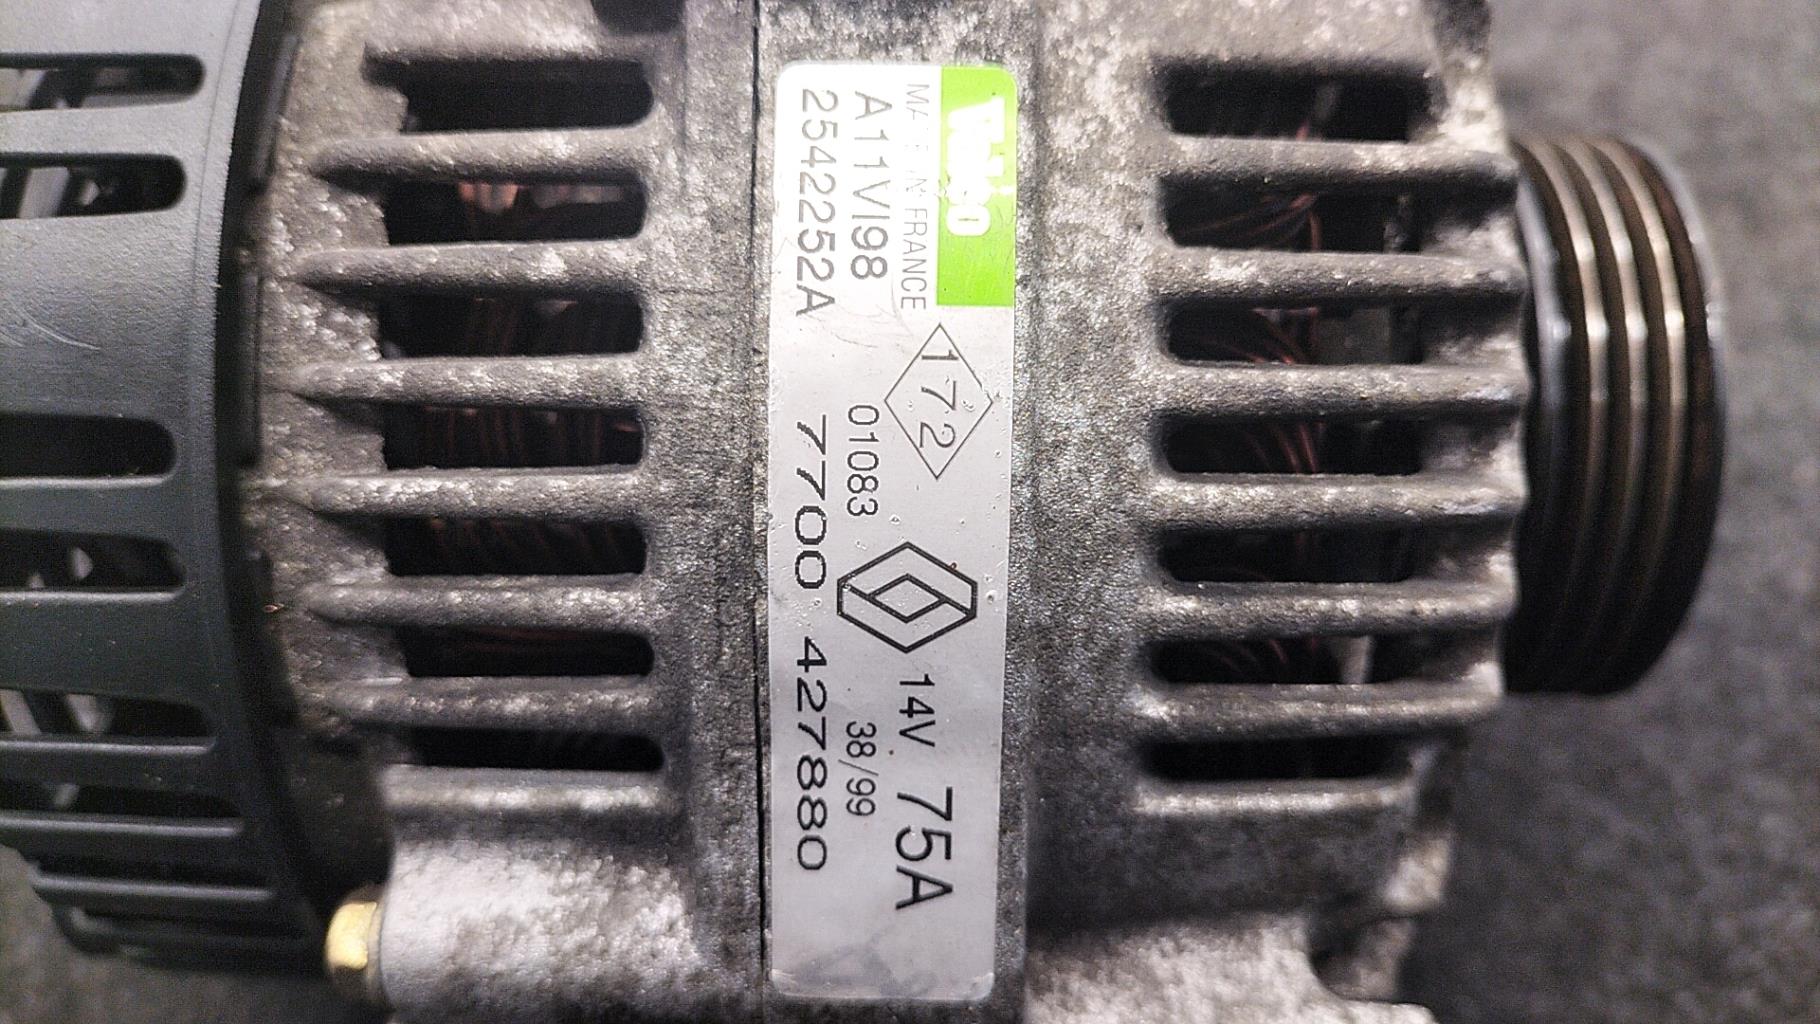 Valeo
MADE IN FRANCE
A11VI98
2542252A
172
01083
14V 75A
38/99
7700 427880